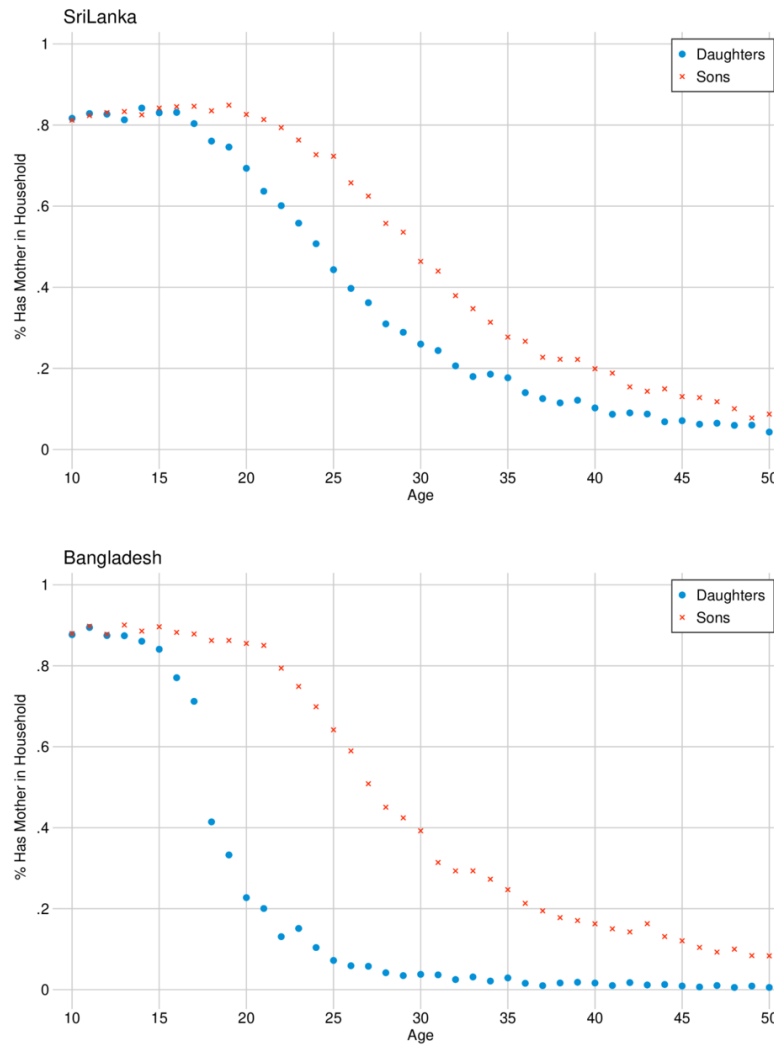 SriLanka
Daughters
Sons
% Has Mother in Household
1
.8
.6
.4
.2
0
10 15 20 25 30 35 40 45 50
Age
Bangladesh
Daughters
Sons
% Has Mother in Household
1
.8
.6
.4
.2
0
10 15 20 25 30 35 40 45 50
Age